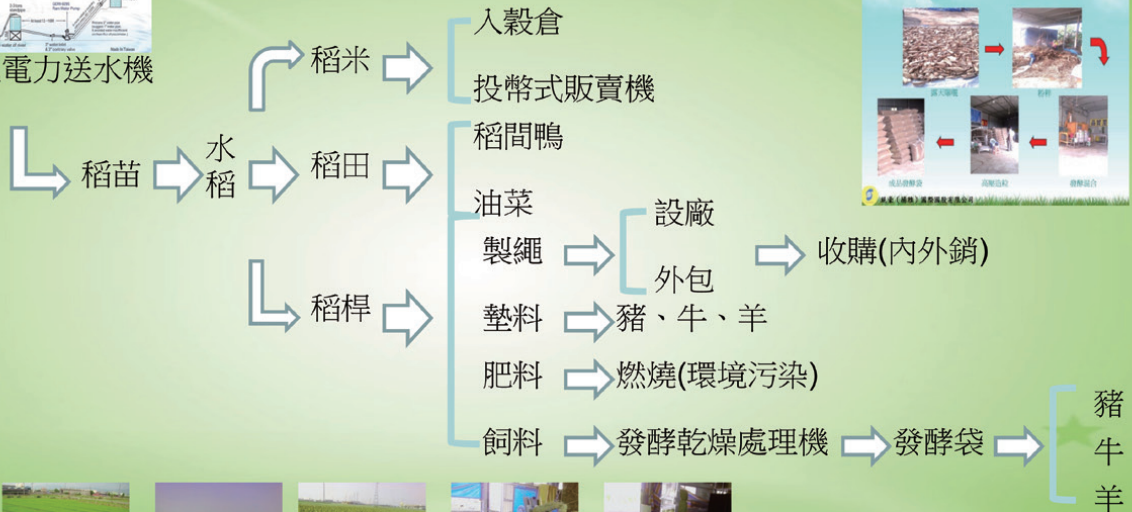 電力送水機
稻苗
水稻
稻米
入穀倉
投幣式販賣機
稻田
稻間鴨
油菜
稻桿
製繩
設廠
外包
收購(內外銷)
墊料
豬、牛、羊
肥料
燃燒(環境污染)
飼料
發酵乾燥處理機
發酵袋
豬
牛
羊